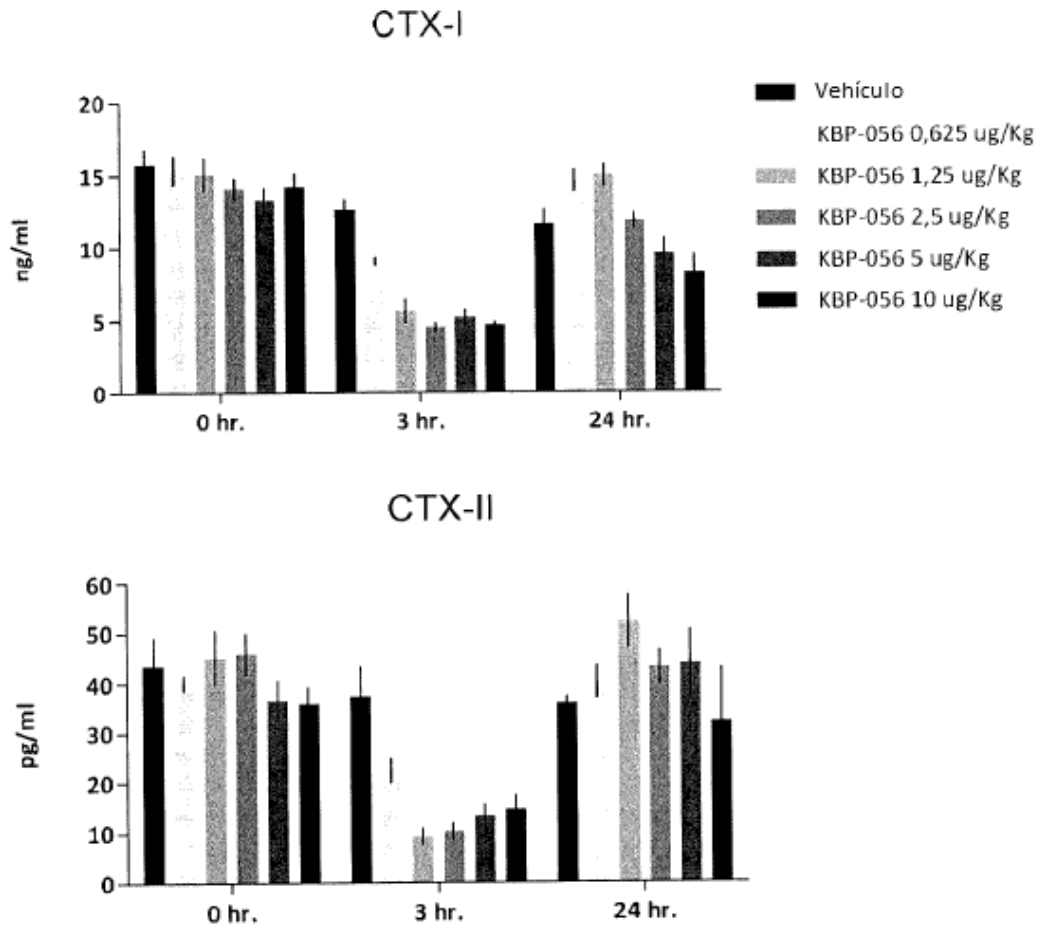 CTX-I
20
15
10
5
0
ng/ml
0 hr.
3 hr.
24 hr.
Vehículo
KBP-056 0,625 ug/Kg
KBP-056 1,25 ug/Kg
KBP-056 2,5 ug/Kg
KBP-056 5 ug/Kg
KBP-056 10 ug/Kg
CTX-II
60
50
40
30
20
10
0
pg/ml
0 hr.
3 hr.
24 hr.